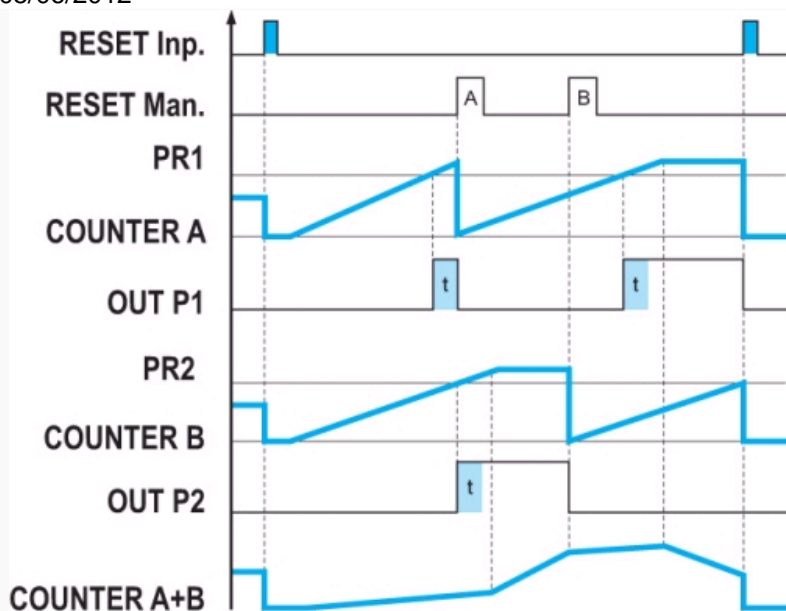 RESET Inp.
RESET Man.
A
B
PR1
COUNTER A
OUT P1
t
t
PR2
COUNTER B
OUT P2
t
COUNTER A+B